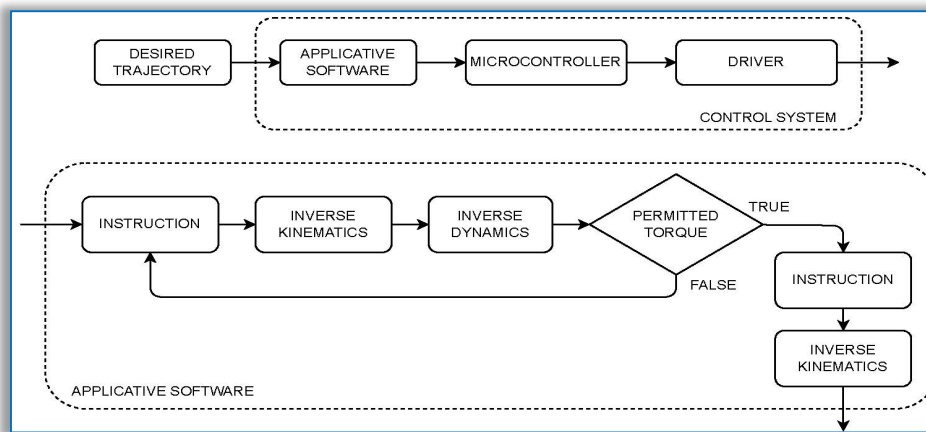 DESIRED
TRAJECTORY
APPLICATIVE
SOFTWARE
MICROCONTROLLER
DRIVER
CONTROL SYSTEM
INSTRUCTION
INVERSE
KINEMATICS
INVERSE
DYNAMICS
PERMITTED
TORQUE
TRUE
FALSE
INSTRUCTION
INVERSE
KINEMATICS
APPLICATIVE SOFTWARE